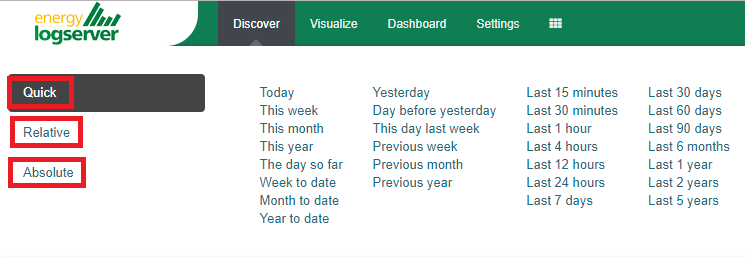 energy
logserver
Discover
Visualize
Dashboard
Settings
Quick
Relative
Absolute
Today
This week
This month
This year
The day so far
Week to date
Month to date
Year to date
Yesterday
Day before yesterday
This day last week
Previous week
Previous month
Previous year
Last 15 minutes
Last 30 minutes
Last 1 hour
Last 4 hours
Last 12 hours
Last 24 hours
Last 7 days
Last 30 days
Last 60 days
Last 90 days
Last 6 months
Last 1 year
Last 2 years
Last 5 years